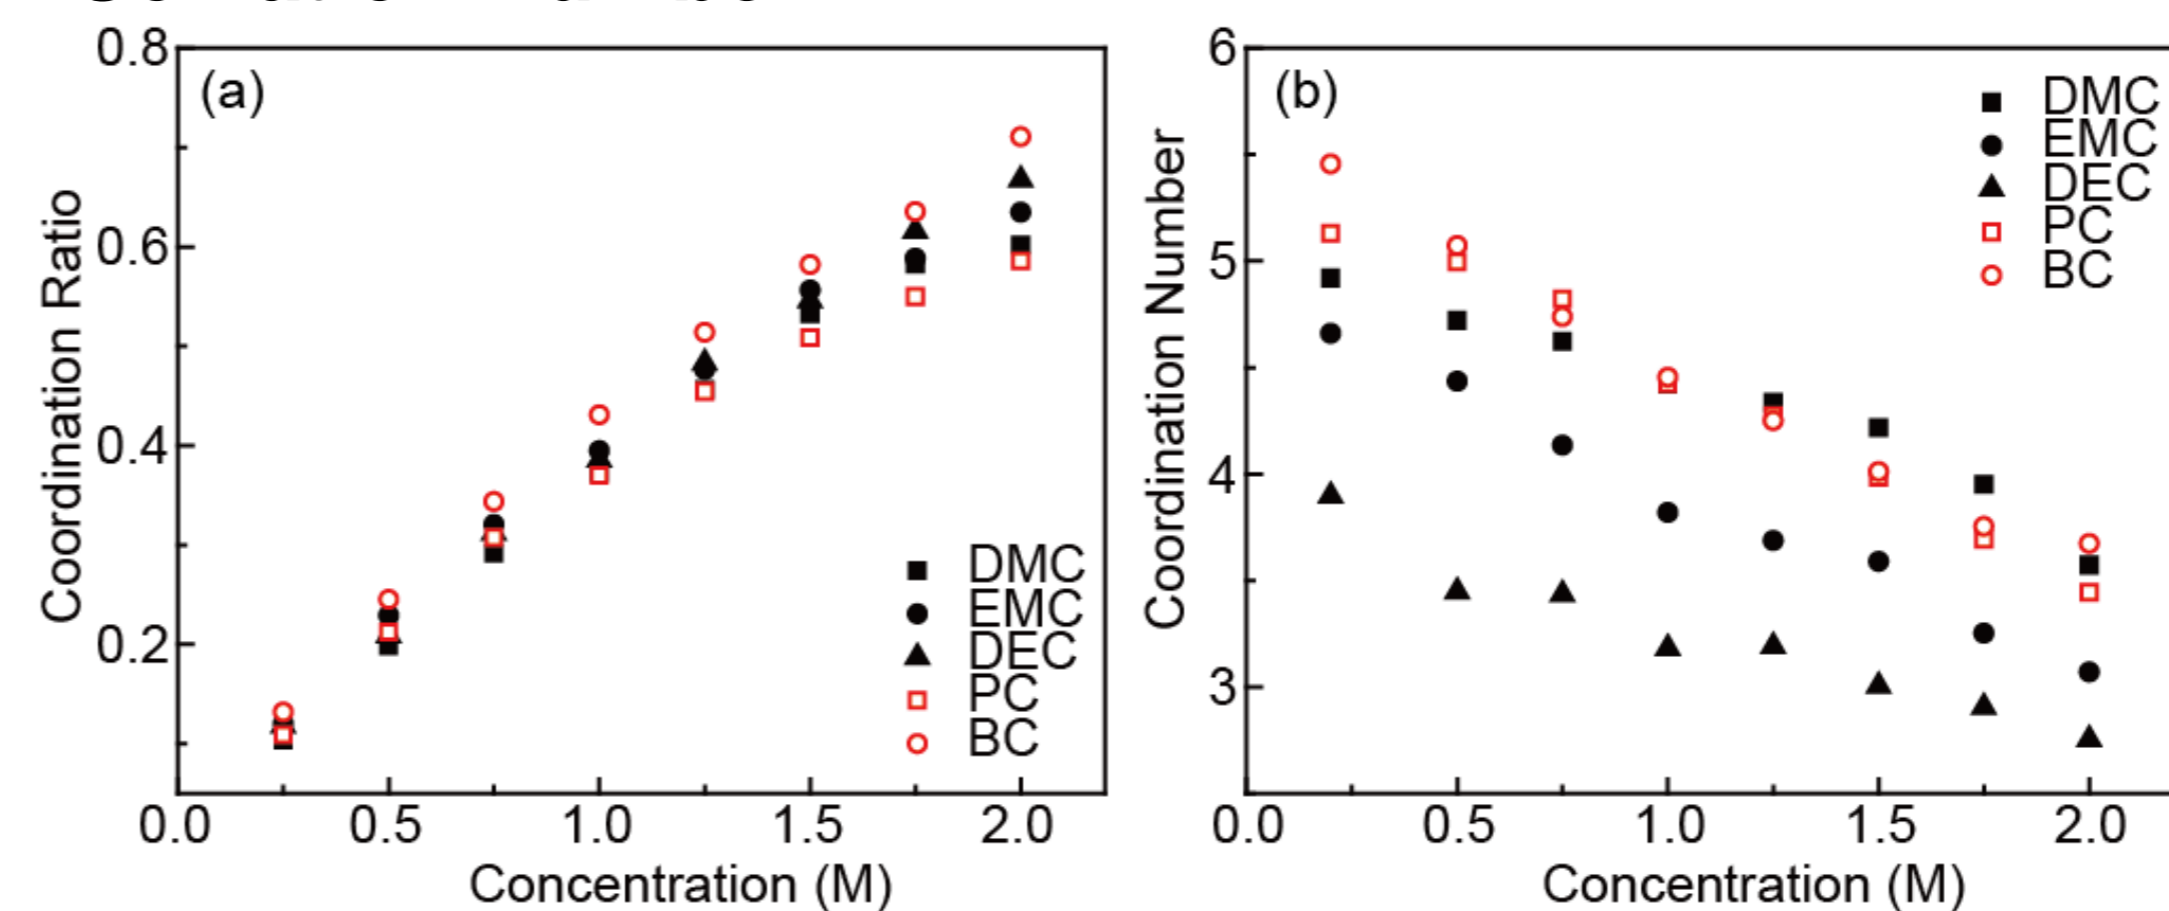 0.8
0.6
0.4
0.2
Coordination Ratio
(a)
DMC
EMC
DEC
PC
BC
0.0 0.5 1.0 1.5 2.0
Concentration (M)
6
5
4
3
Coordination Number
(b)
DMC
EMC
DEC
PC
BC
0.0 0.5 1.0 1.5 2.0
Concentration (M)